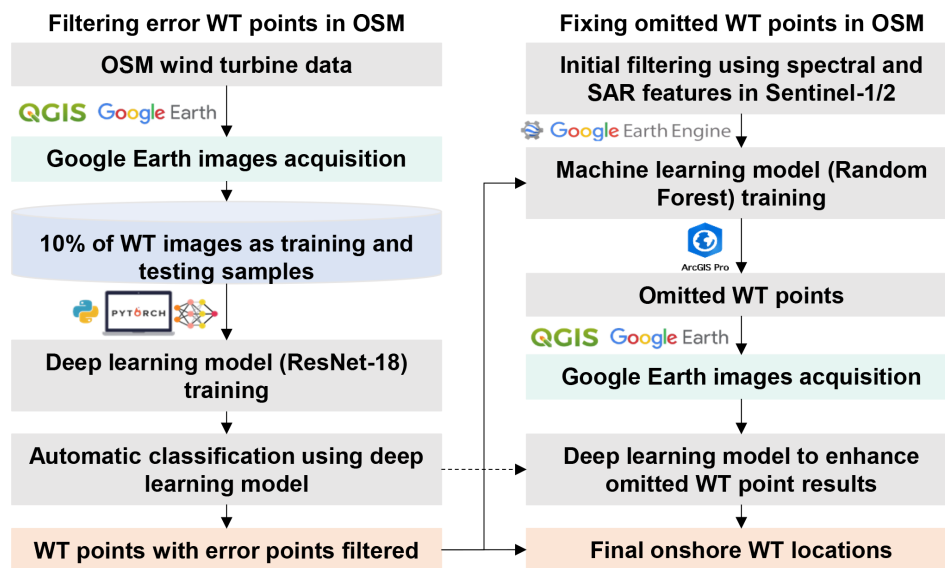 Filtering error WT points in OSM
OSM wind turbine data
QGIS Google Earth
Google Earth images acquisition
10% of WT images as training and
testing samples
PYTORCH
Deep learning model (ResNet-18)
training
Automatic classification using deep
learning model
WT points with error points filtered
Fixing omitted WT points in OSM
Initial filtering using spectral and
SAR features in Sentinel-1/2
Google Earth Engine
Machine learning model (Random
Forest) training
ArcGIS Pro
Omitted WT points
QGIS Google Earth
Google Earth images acquisition
Deep learning model to enhance
omitted WT point results
Final onshore WT locations